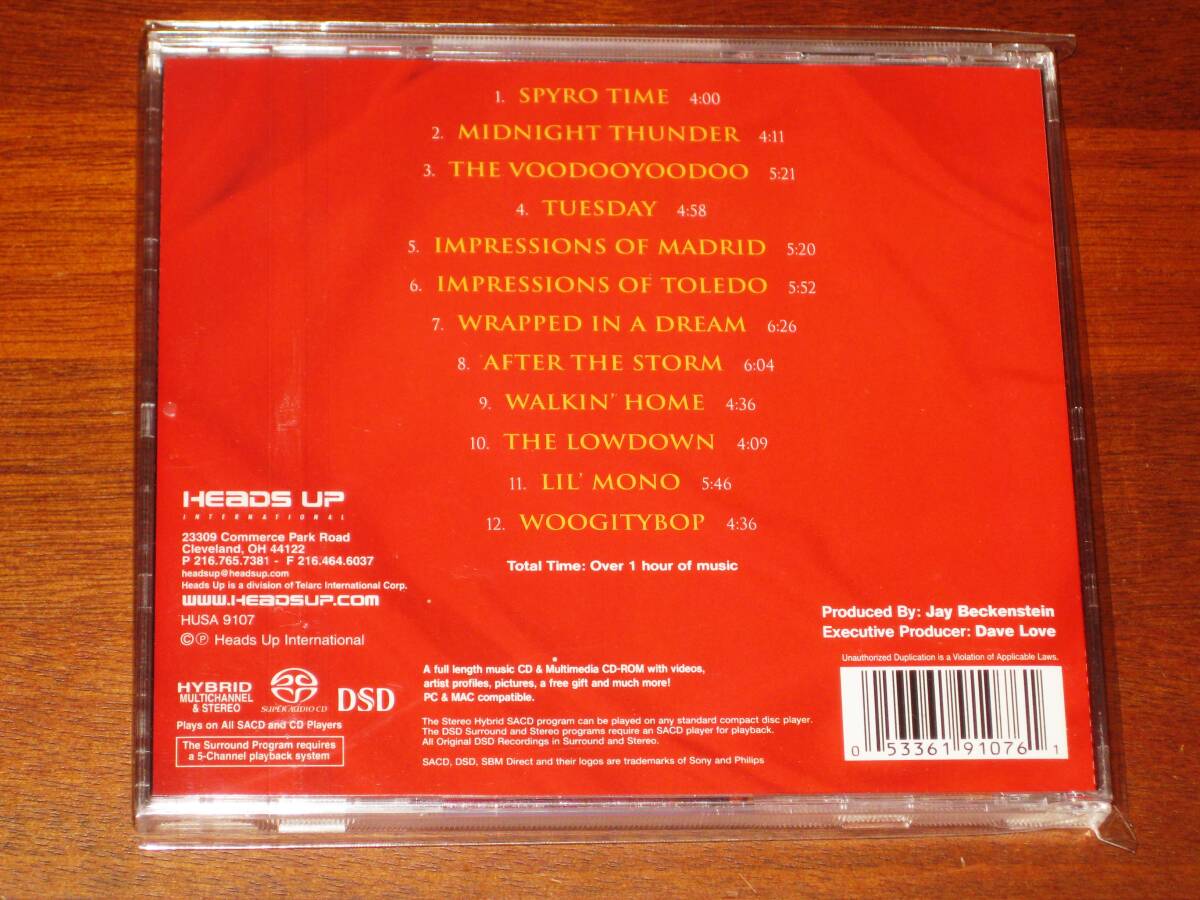 1. SPYRO TIME 4:00
2. MIDNIGHT THUNDER 4:11
3. THE VOODOOYOODOO 5:21
4. TUESDAY 4:58
5. IMPRESSIONS OF MADRID 5:20
6. IMPRESSIONS OF TOLEDO 5:52
7. WRAPPED IN A DREAM 6:26
8. AFTER THE STORM 6:04
9. WALKIN' HOME 4:36
10. THE LOWDOWN 4:09
11. LIL' MONO 5:46
12. WOOGITYBOP 4:36
Total Time: Over 1 hour of music
HEADS UP
INTERNATIONAL
23309 Commerce Park Road
Cleveland, OH 44122
P 216.765.7381 - F 216.464.6037
headsup@headsup.com
Heads Up is a division of Telarc International Corp.
WWW.HEADSUP.COM
HUSA 9107
©℗ Heads Up International
Produced By: Jay Beckenstein
Executive Producer: Dave Love
Unauthorized Duplication is a Violation of Applicable Laws.
HYBRID
MULTICHANNEL
& STEREO
SUPER AUDIO CD
DSD
Plays on All SACD and CD Players
The Surround Program requires
a 5-Channel playback system
A full length music CD & Multimedia CD-ROM with videos,
artist profiles, pictures, a free gift and much more!
PC & MAC compatible.
The Stereo Hybrid SACD program can be played on any standard compact disc player.
The DSD Surround and Stereo programs require an SACD player for playback.
All Original DSD Recordings in Surround and Stereo.
SACD, DSD, SBM Direct and their logos are trademarks of Sony and Philips
0 53361 91076 1